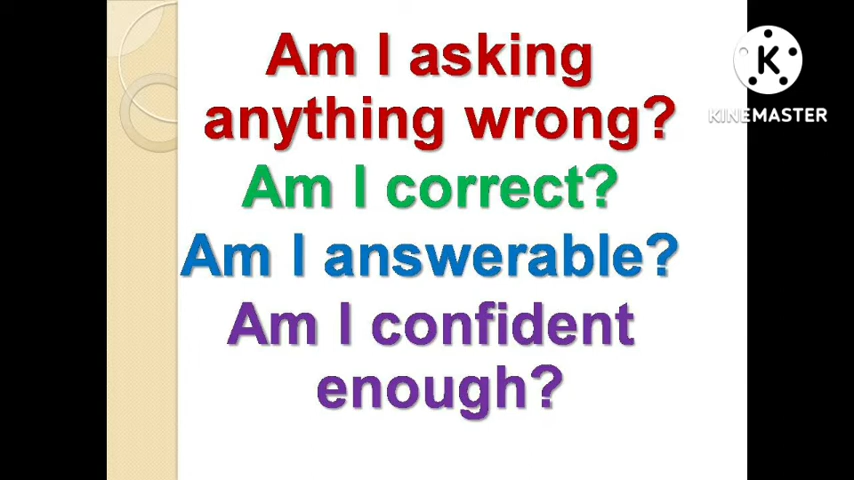 Am I asking
anything wrong?
Am I correct?
Am I answerable?
Am I confident
enough?
K
KINEMASTER